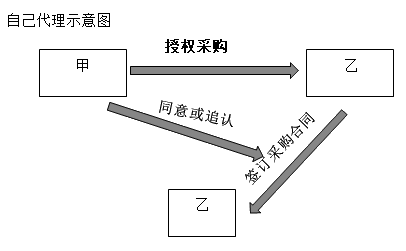 自己代理示意图
授权采购
甲
乙
同意或追认
签订采购合同
乙